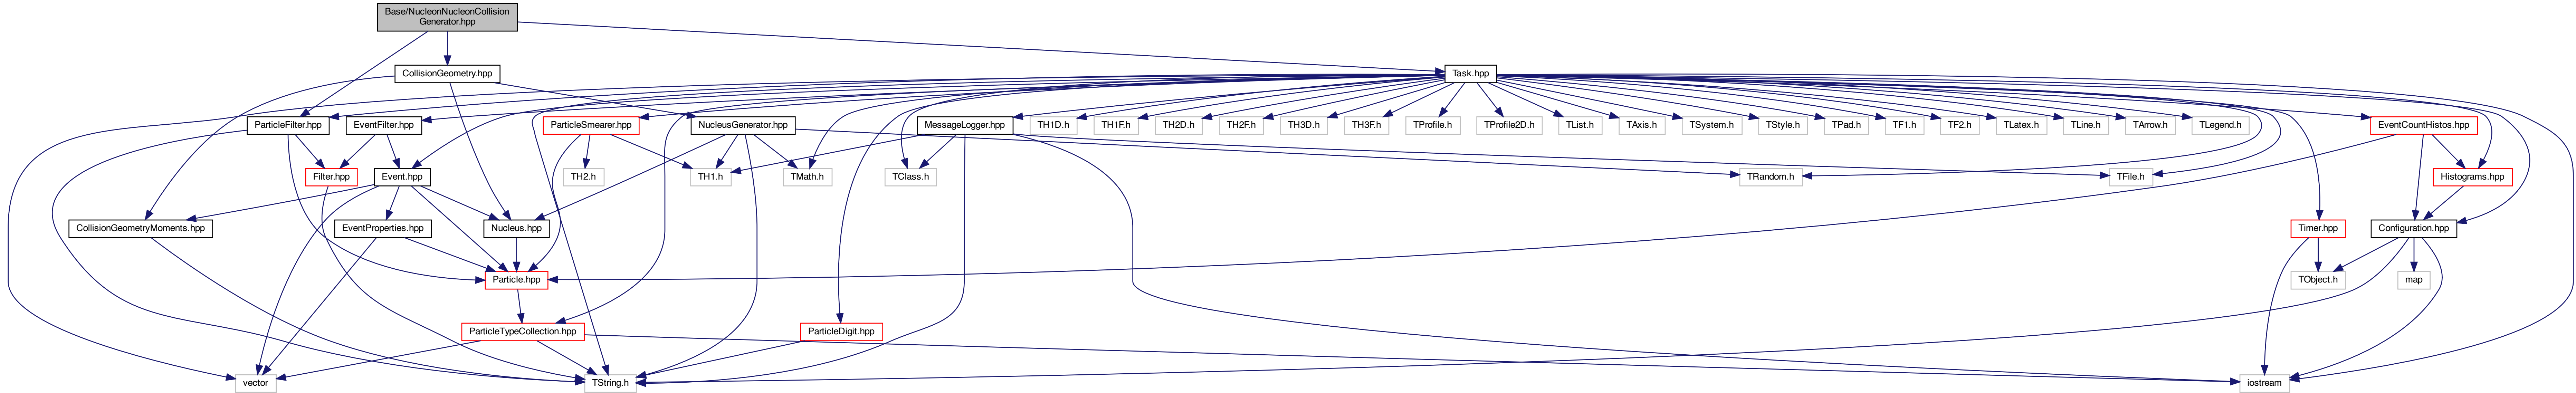 Base/NucleonNucleonCollision
Generator.hpp
CollisionGeometry.hpp
Task.hpp
ParticleFilter.hpp
EventFilter.hpp
ParticleSmearer.hpp
NucleusGenerator.hpp
MessageLogger.hpp
TH1D.h
TH1F.h
TH2D.h
TH2F.h
TH3D.h
TH3F.h
TProfile.h
TProfile2D.h
TList.h
TAxis.h
TSystem.h
TStyle.h
TPad.h
TF1.h
TF2.h
TLatex.h
TLine.h
TArrow.h
TLegend.h
EventCountHistos.hpp
Filter.hpp
Event.hpp
TH2.h
TH1.h
TMath.h
TClass.h
TRandom.h
TFile.h
Histograms.hpp
CollisionGeometryMoments.hpp
EventProperties.hpp
Nucleus.hpp
Timer.hpp
Configuration.hpp
Particle.hpp
TObject.h
map
ParticleTypeCollection.hpp
ParticleDigit.hpp
vector
TString.h
iostream